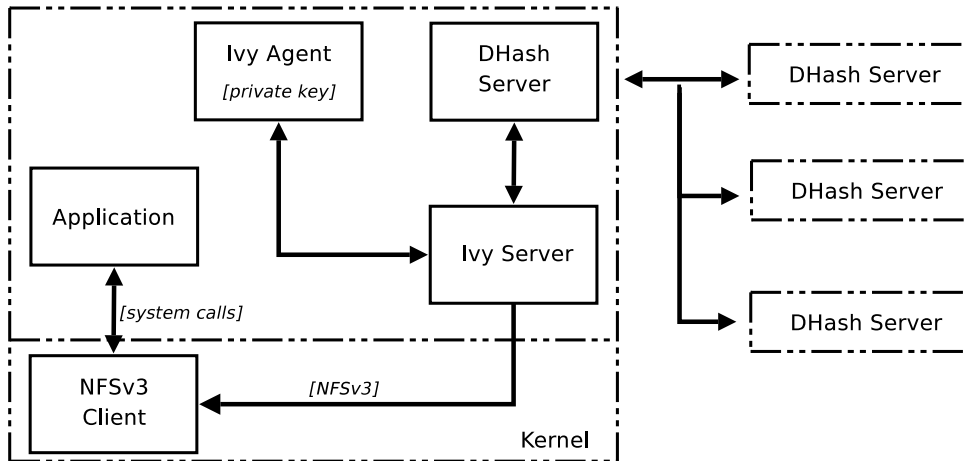 Ivy Agent
[private key]
DHash
Server
DHash Server
DHash Server
Application
Ivy Server
[system calls]
DHash Server
NFSv3
Client
[NFSv3]
Kernel